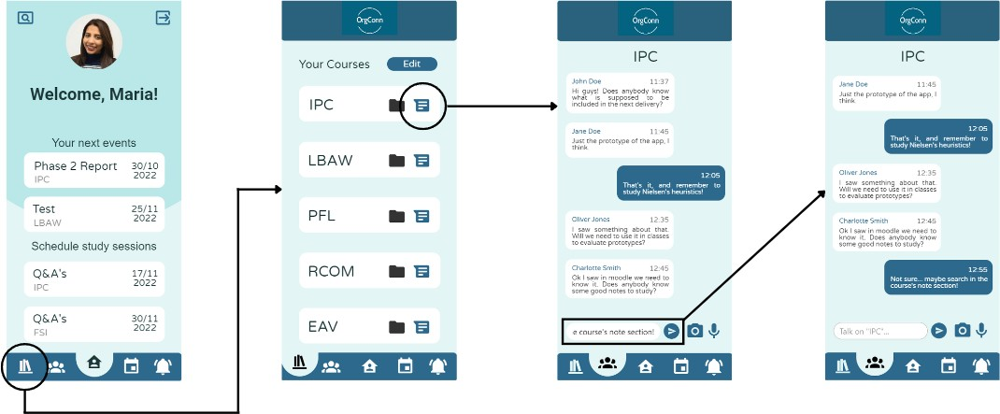 Welcome, Maria!
Your next events
Phase 2 Report 30/10
IPC 2022
Test 25/11
LBAW 2022
Schedule study sessions
Q&A's 17/11
IPC 2022
Q&A's 30/11
FSI 2022
OrgConn
Your Courses Edit
IPC
LBAW
PFL
RCOM
EAV
OrgConn
IPC
John Doe 11:37
Hi guys! Does anybody know
what is supposed to be
included in the next delivery?
Jane Doe 11:45
Just the prototype of the app, I
think.
12:05
That's it, and remember to
study Nielsen's heuristics!
Oliver Jones 12:35
I saw something about that.
Will we need to use it in classes
to evaluate prototypes?
Charlotte Smith 12:45
Ok I saw in moodle we need to
know it. Does anybody know
some good notes to study?
e course's note section!
OrgConn
IPC
Jane Doe 11:45
Just the prototype of the app, I
think.
12:05
That's it, and remember to
study Nielsen's heuristics!
Oliver Jones 12:35
I saw something about that.
Will we need to use it in classes
to evaluate prototypes?
Charlotte Smith 12:45
Ok I saw in moodle we need to
know it. Does anybody know
some good notes to study?
12:55
Not sure... maybe search in the
course's note section!
Talk on "IPC"...